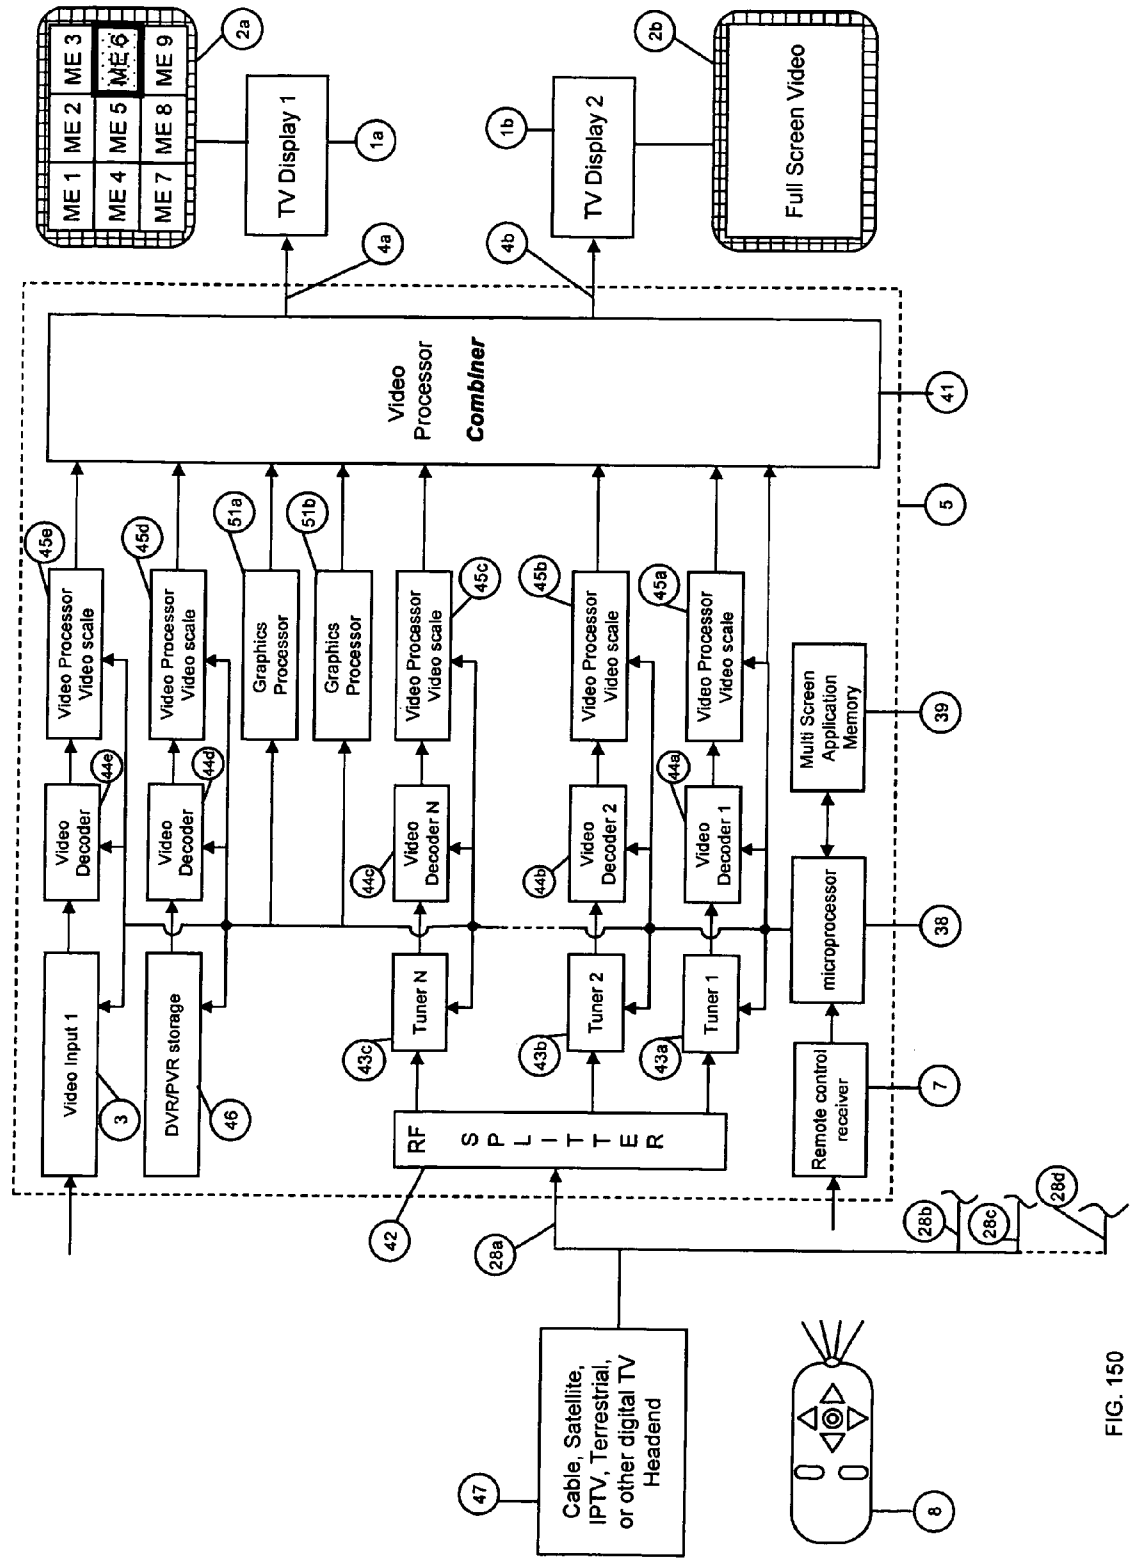 ME 1
ME 2
ME 3
ME 4
ME 5
ME 6
ME 7
ME 8
ME 9
2a
TV Display 1
1a
4a
1b
TV Display 2
4b
2b
Full Screen Video
Video
Processor
Combiner
41
5
45e
Video Processor
Video scale
45d
Video Processor
Video scale
51a
Graphics
Processor
51b
Graphics
Processor
45c
Video Processor
Video scale
45b
Video Processor
Video scale
45a
Video Processor
Video scale
44e
Video
Decoder
44d
Video
Decoder
44c
Video
Decoder N
44b
Video
Decoder 2
44a
Video
Decoder 1
Multi Screen
Application
Memory
39
microprocessor
38
Video Input 1
3
DVR/PVR storage
46
Tuner N
43c
Tuner 2
43b
Tuner 1
43a
RF
SPLITTER
42
Remote control
receiver
7
28a
28b
28c
28d
Cable, Satellite,
IPTV, Terrestrial,
or other digital TV
Headend
47
8
FIG. 150